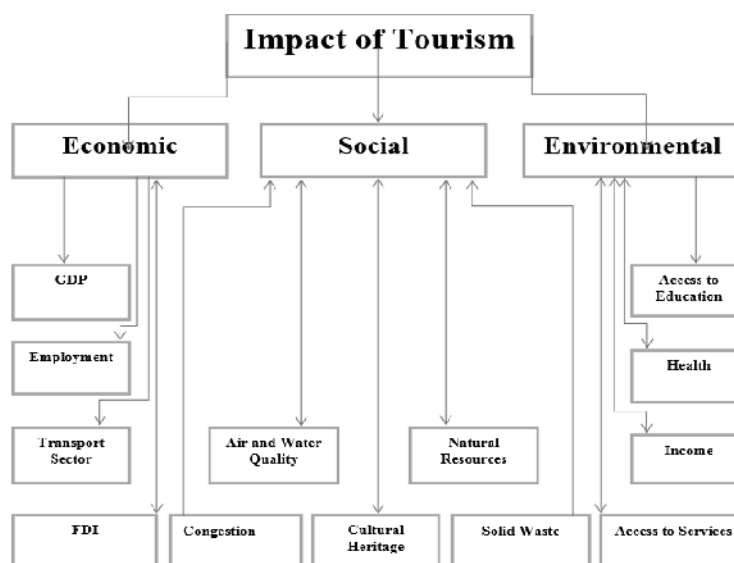 Impact of Tourism
Economic
Social
Environmental
GDP
Access to
Education
Employment
Health
Transport
Sector
Air and Water
Quality
Natural
Resources
Income
FDI
Congestion
Cultural
Heritage
Solid Waste
Access to Services